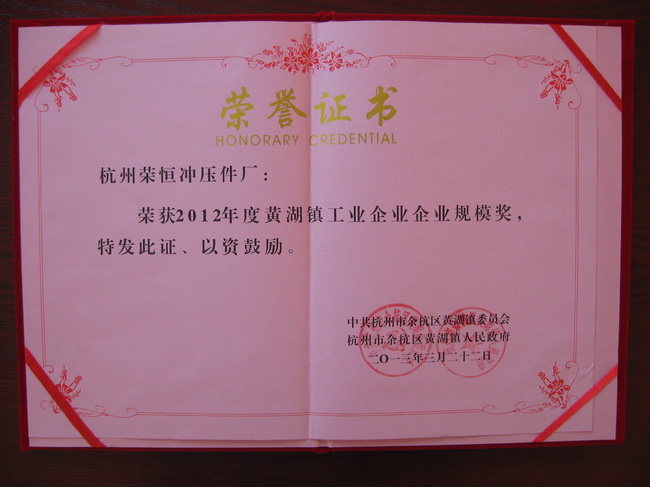 荣誉证书
HONORARY CREDENTIAL
杭州荣恒冲压件厂：
荣获2012年度黄湖镇工业企业企业规模奖，
特发此证、以资鼓励。
中共杭州市余杭区黄湖镇委员会
杭州市余杭区黄湖镇人民政府
二〇一三年三月二十二日